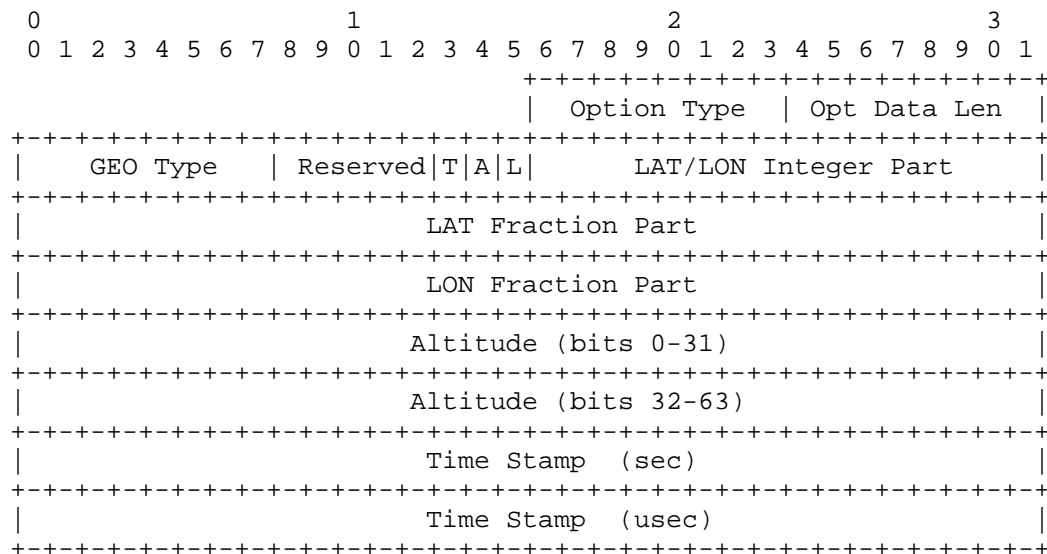 0                   1                   2                   3
 0 1 2 3 4 5 6 7 8 9 0 1 2 3 4 5 6 7 8 9 0 1 2 3 4 5 6 7 8 9 0 1
                                +-+-+-+-+-+-+-+-+-+-+-+-+-+-+-+-+
                                |  Option Type  | Opt Data Len  |
+-+-+-+-+-+-+-+-+-+-+-+-+-+-+-+-+-+-+-+-+-+-+-+-+-+-+-+-+-+-+-+-+
|    GEO Type   | Reserved|T|A|L|      LAT/LON Integer Part     |
+-+-+-+-+-+-+-+-+-+-+-+-+-+-+-+-+-+-+-+-+-+-+-+-+-+-+-+-+-+-+-+-+
|                         LAT Fraction Part                     |
+-+-+-+-+-+-+-+-+-+-+-+-+-+-+-+-+-+-+-+-+-+-+-+-+-+-+-+-+-+-+-+-+
|                         LON Fraction Part                     |
+-+-+-+-+-+-+-+-+-+-+-+-+-+-+-+-+-+-+-+-+-+-+-+-+-+-+-+-+-+-+-+-+
|                        Altitude (bits 0-31)                   |
+-+-+-+-+-+-+-+-+-+-+-+-+-+-+-+-+-+-+-+-+-+-+-+-+-+-+-+-+-+-+-+-+
|                        Altitude (bits 32-63)                  |
+-+-+-+-+-+-+-+-+-+-+-+-+-+-+-+-+-+-+-+-+-+-+-+-+-+-+-+-+-+-+-+-+
|                         Time Stamp  (sec)                     |
+-+-+-+-+-+-+-+-+-+-+-+-+-+-+-+-+-+-+-+-+-+-+-+-+-+-+-+-+-+-+-+-+
|                         Time Stamp  (usec)                    |
+-+-+-+-+-+-+-+-+-+-+-+-+-+-+-+-+-+-+-+-+-+-+-+-+-+-+-+-+-+-+-+-+